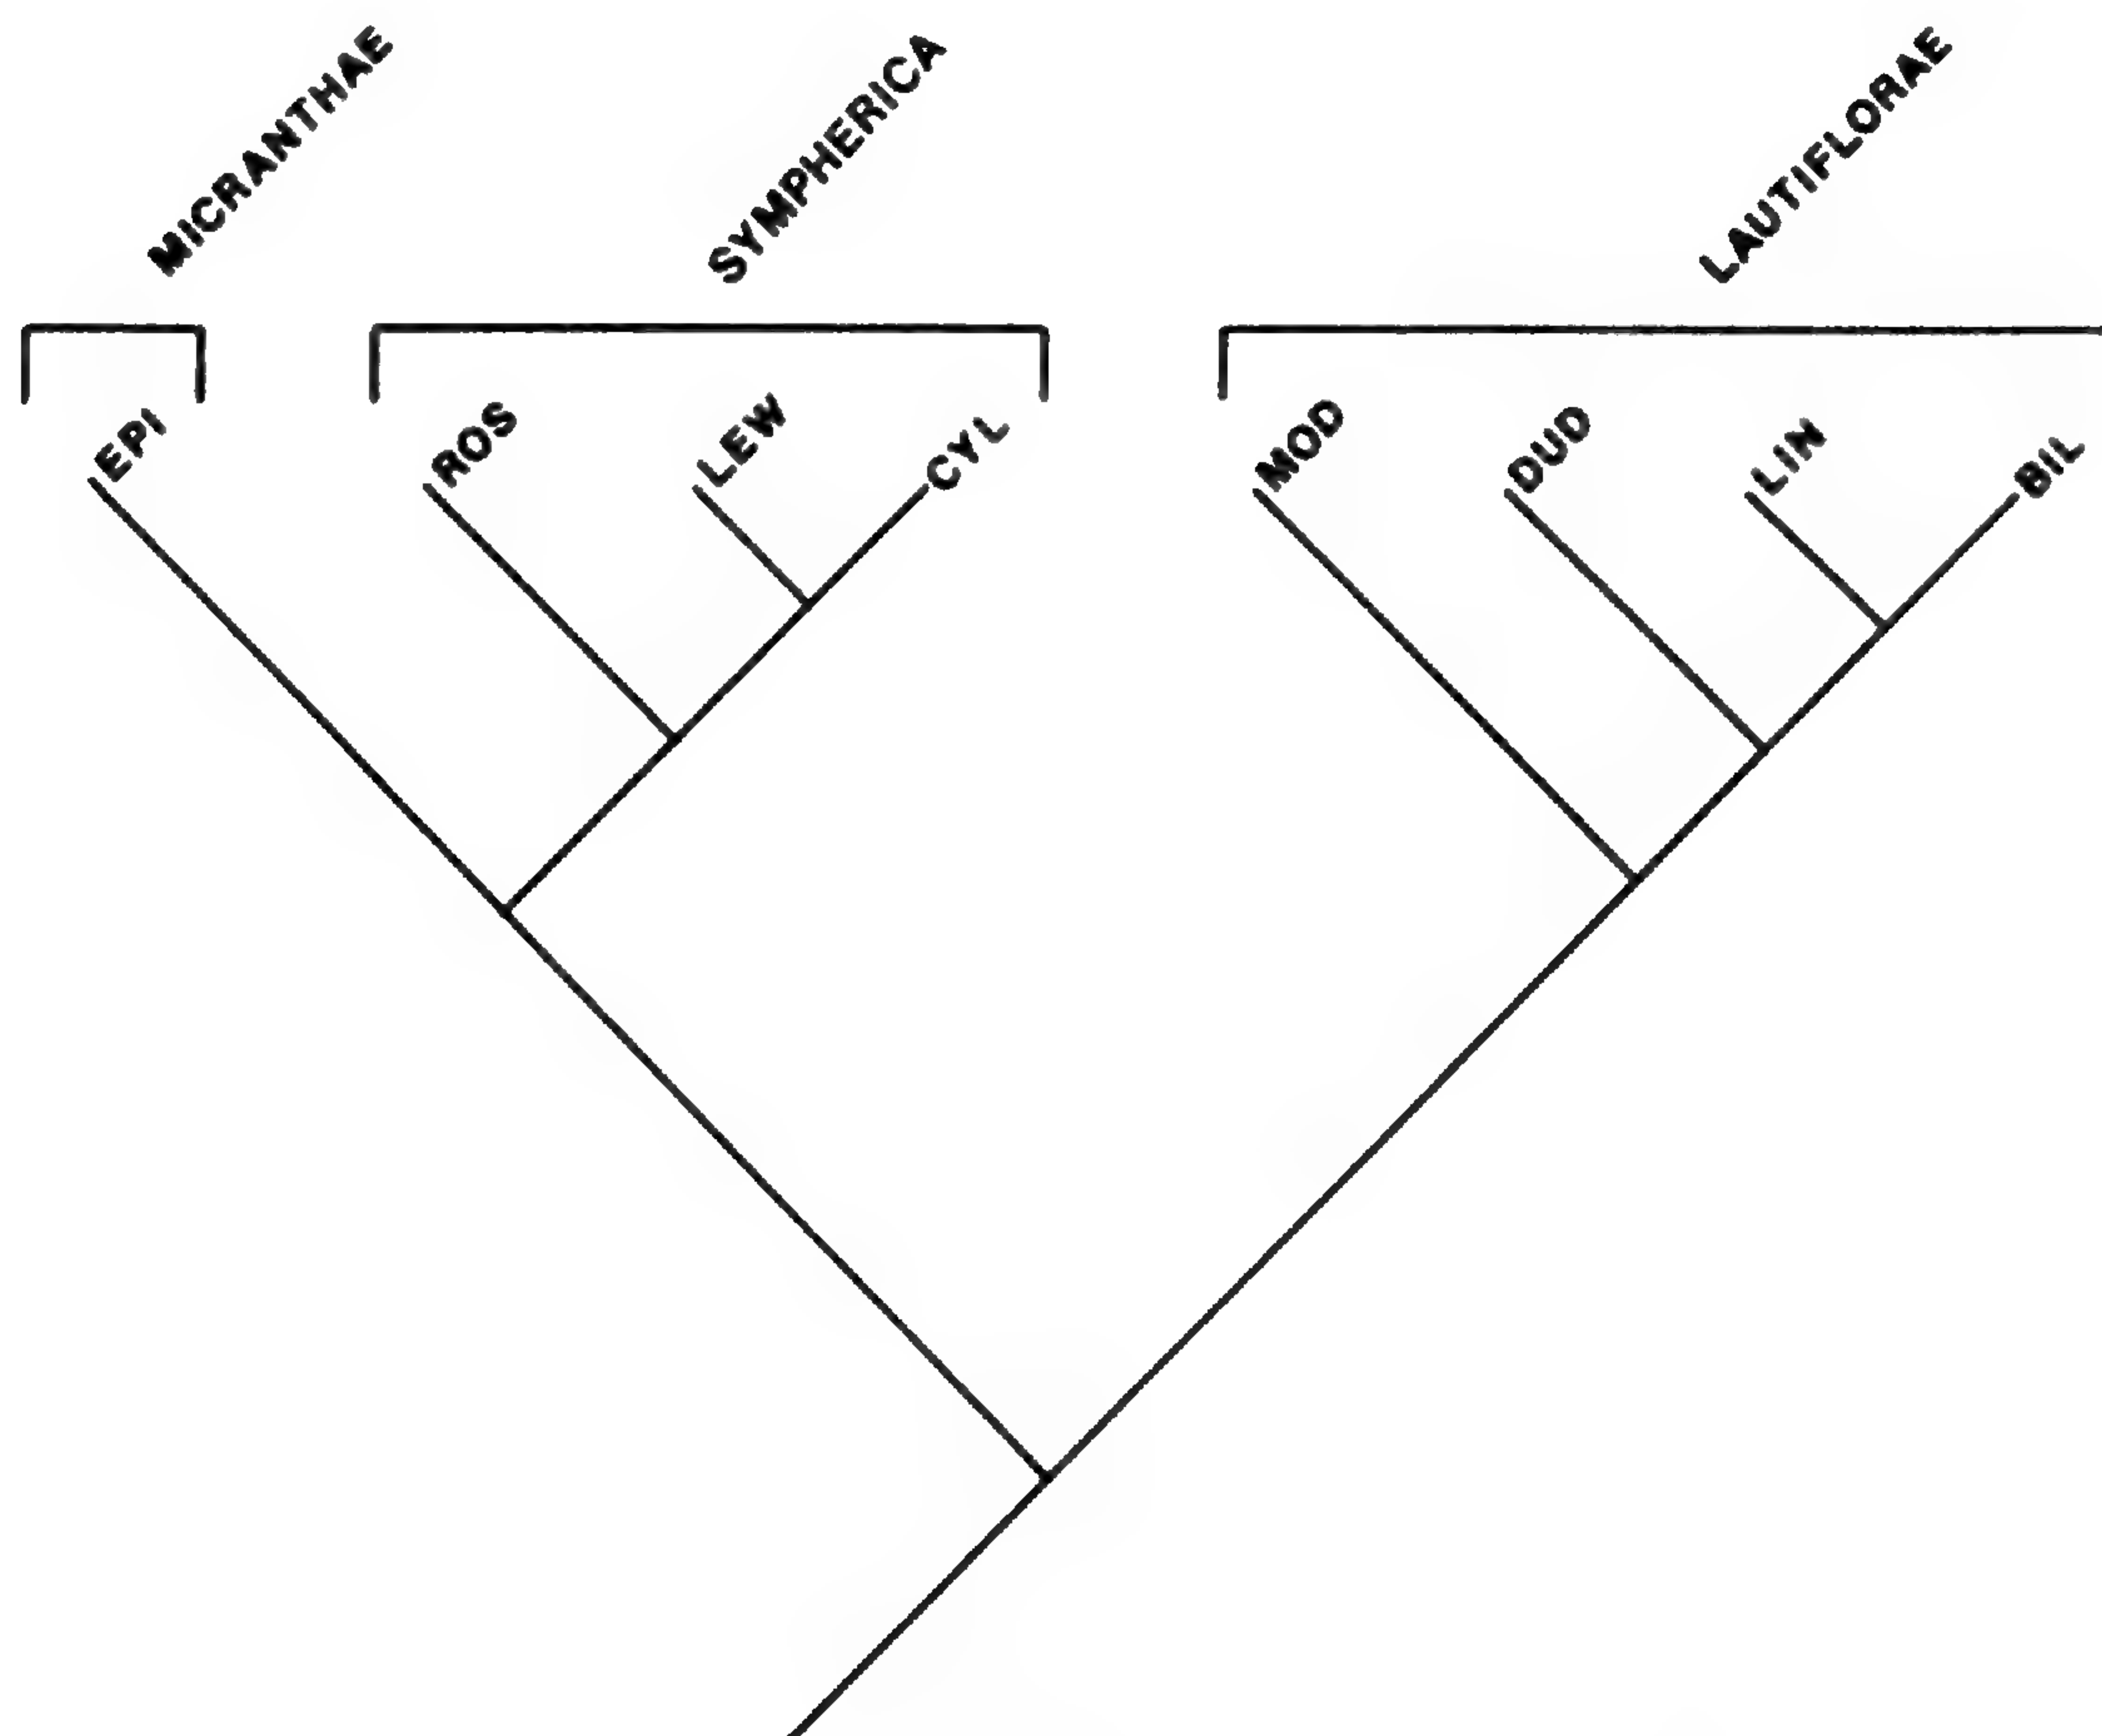 MICRANTHAE
SYMPHERICA
LAUTIFLORAE
EPI
ROS
LEW
CYL
MOD
DUD
LIN
BIL